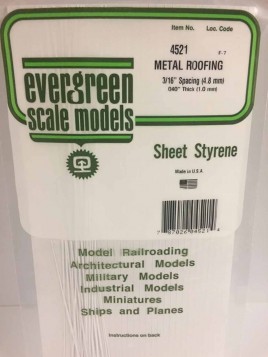 Item No. Loc. Code
4521 F-7
METAL ROOFING
3/16" Spacing (4.8 mm)
.040" Thick (1.0 mm)
evergreen
scale models
Sheet Styrene
Made in U.S.A
Model Railroading
Architectural Models
Military Models
Industrial Models
Miniatures
Ships and Planes
Instructions on back